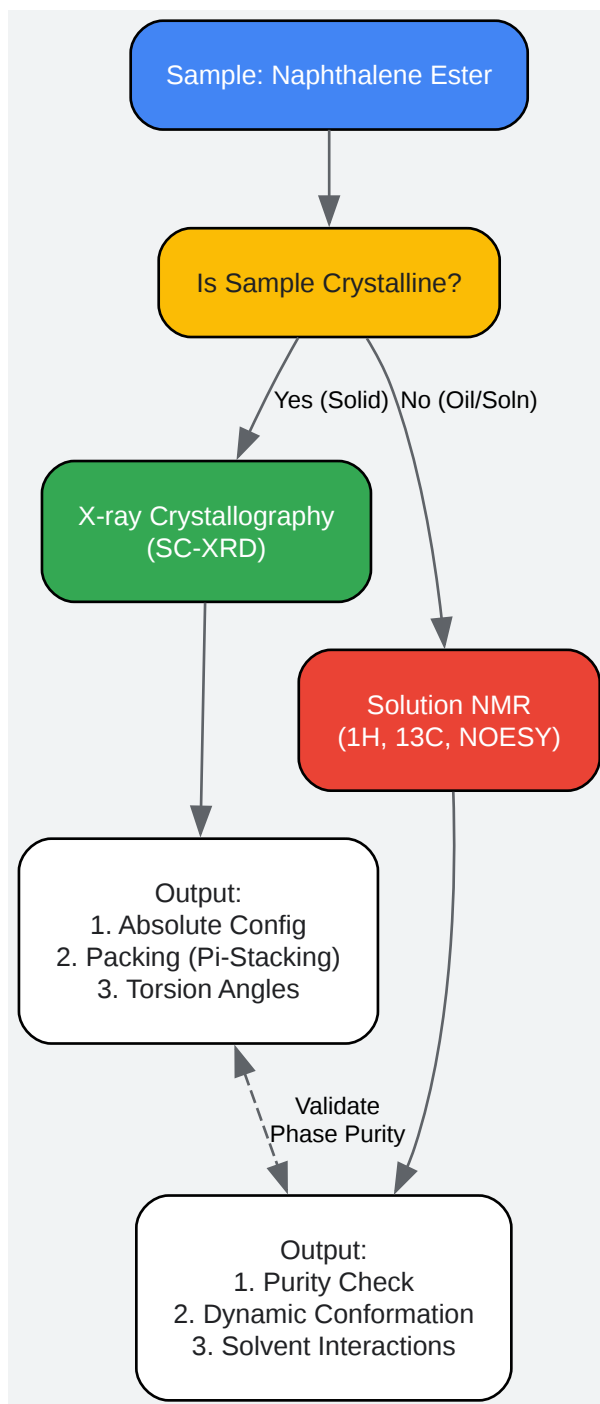 Sample: Naphthalene Ester
Is Sample Crystalline?
Yes (Solid)
No (Oil/Soln)
X-ray Crystallography
(SC-XRD)
Solution NMR
(1H, 13C, NOESY)
Output:
1. Absolute Config
2. Packing (Pi-Stacking)
3. Torsion Angles
Validate
Phase Purity
Output:
1. Purity Check
2. Dynamic Conformation
3. Solvent Interactions